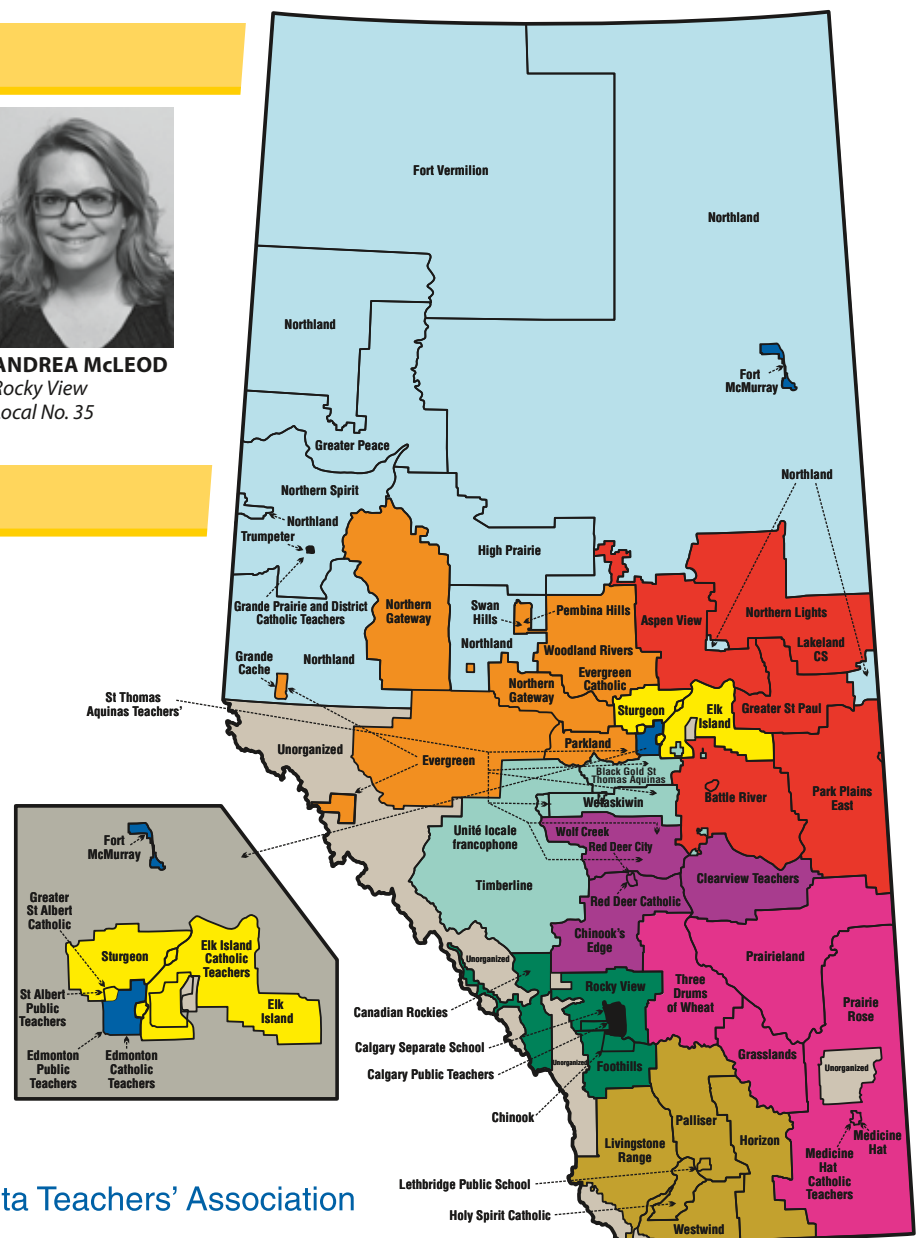 ANDREA McLEOD
Rocky View
Local No. 35
Fort Vermilion
Northland
Northland
Fort
McMurray
Greater Peace
Northland
Northern Spirit
Northland
Trumpeter
High Prairie
Grande Prairie and District
Catholic Teachers
Northern
Gateway
Swan
Hills
Pembina Hills
Aspen View
Northern Lights
Lakeland
CS
Northland
Woodland Rivers
Grande
Cache
Northland
Evergreen
Catholic
Northern
Gateway
St Thomas
Aquinas Teachers'
Sturgeon
Elk
Island
Greater St Paul
Unorganized
Parkland
Evergreen
Black Gold St
Thomas Aquinas
Wetaskiwin
Battle River
Park Plains
East
Unité locale
francophone
Wolf Creek
Red Deer City
Timberline
Clearview Teachers
Red Deer Catholic
Chinook's
Edge
Unorganized
Prairieland
Rocky View
Three
Drums
of Wheat
Canadian Rockies
Prairie
Rose
Calgary Separate School
Grasslands
Unorganized
Foothills
Unorganized
Calgary Public Teachers
Chinook
Palliser
Horizon
Livingstone
Range
Medicine
Hat
Medicine
Hat
Catholic
Teachers
Lethbridge Public School
Holy Spirit Catholic
Westwind
Fort
McMurray
Greater
St Albert
Catholic
Sturgeon
Elk Island
Catholic
Teachers
St Albert
Public
Teachers
Elk
Island
Edmonton
Public
Teachers
Edmonton
Catholic
Teachers
ta Teachers' Association